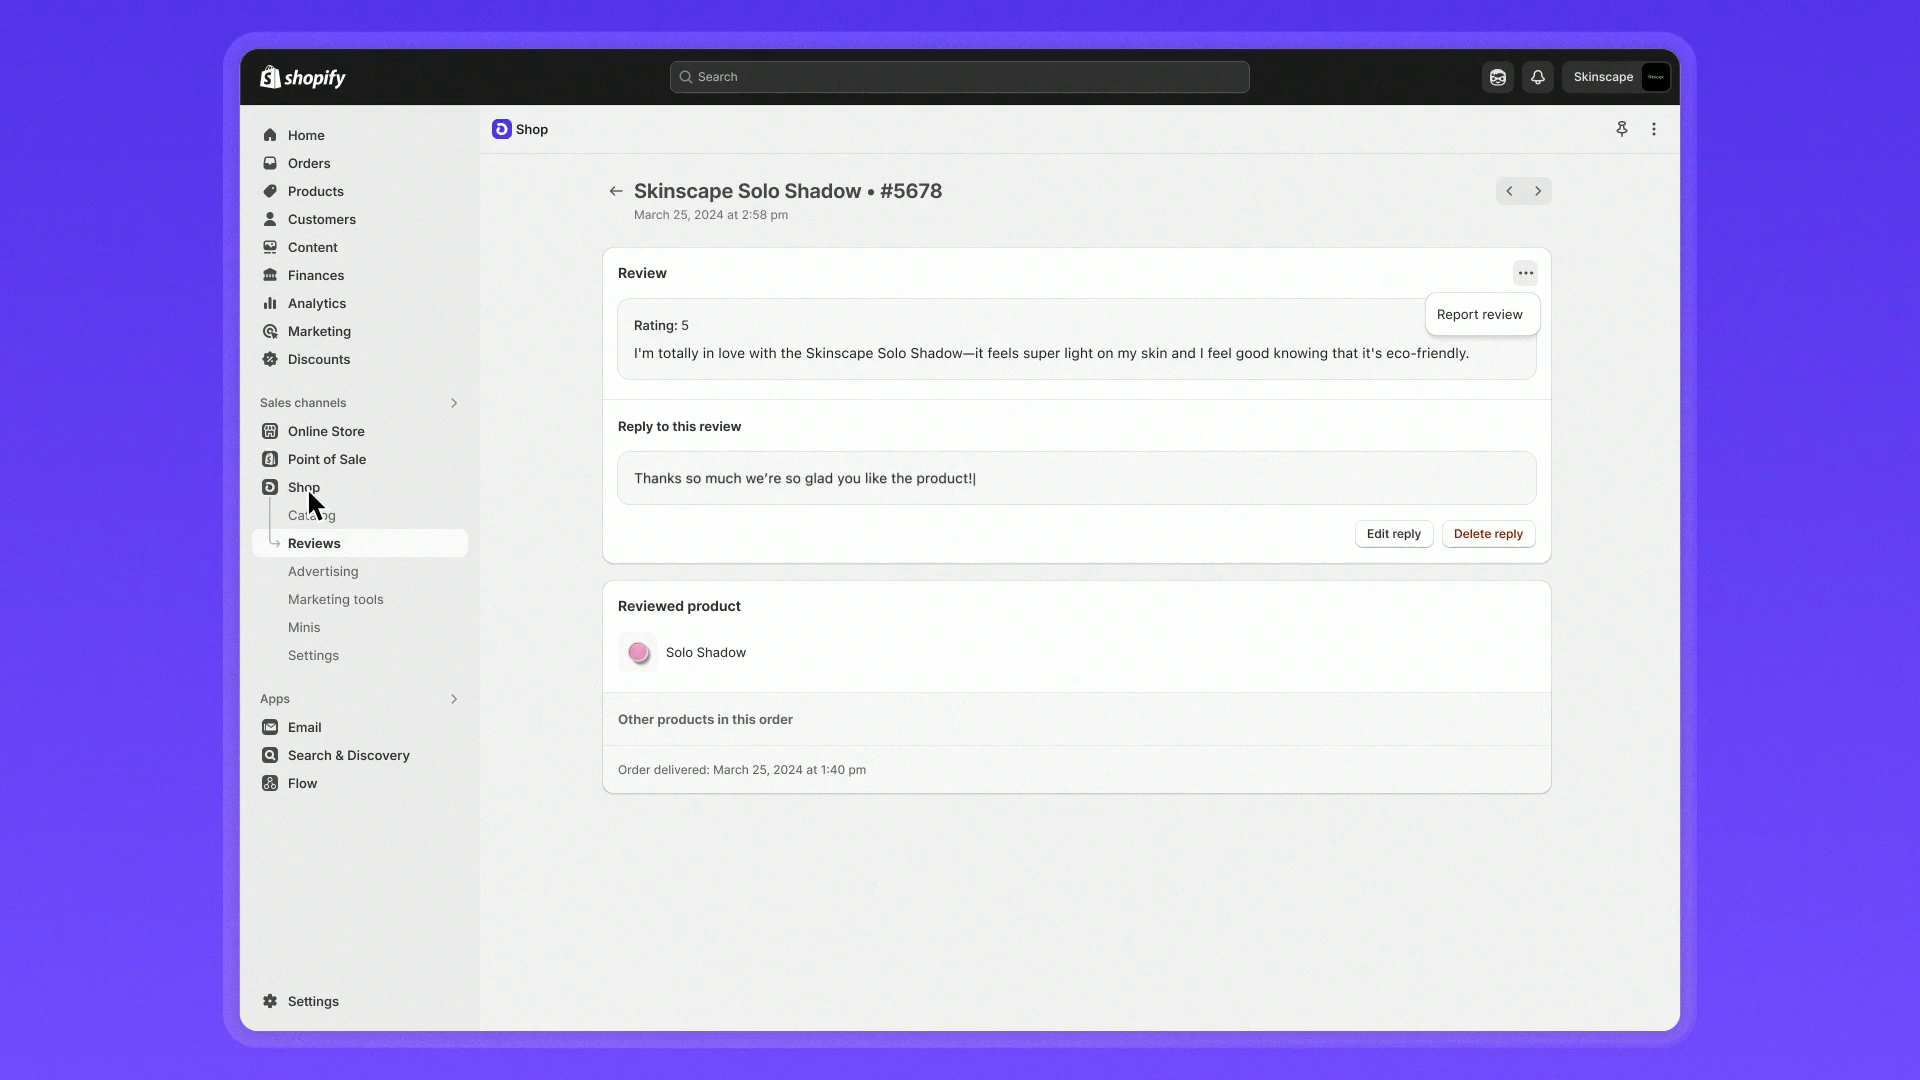 shopify
Search
Skinscape
Home
Orders
Products
Customers
Content
Finances
Analytics
Marketing
Discounts
Sales channels
Online Store
Point of Sale
Shop
Reviews
Advertising
Marketing tools
Minis
Settings
Apps
Email
Search & Discovery
Flow
Settings
Shop
Skinscape Solo Shadow • #5678
March 25, 2024 at 2:58 pm
Review
Report review
Rating: 5
I'm totally in love with the Skinscape Solo Shadow—it feels super light on my skin and I feel good knowing that it's eco-friendly.
Reply to this review
Thanks so much we're so glad you like the product!
Edit reply
Delete reply
Reviewed product
Solo Shadow
Other products in this order
Order delivered: March 25, 2024 at 1:40 pm